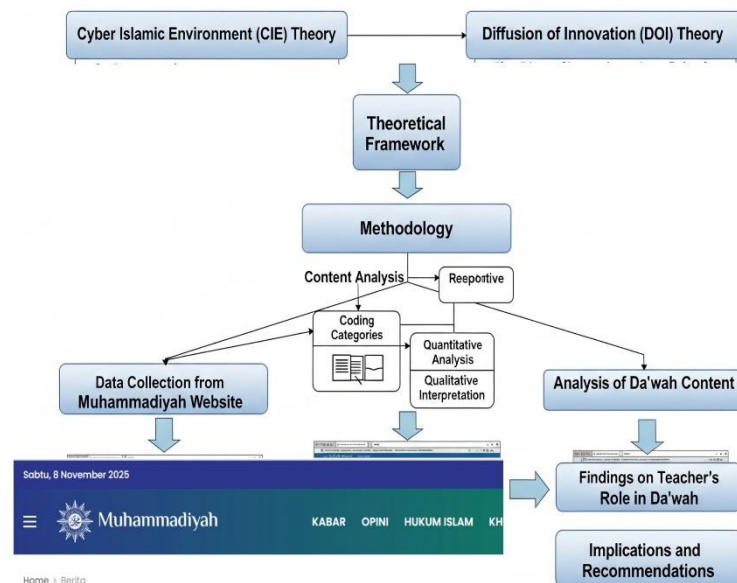 Cyber Islamic Environment (CIE) Theory
Diffusion of Innovation (DOI) Theory
Theoretical
Framework
Methodology
Content Analysis
Reeportive
Coding
Categories
Quantitative
Analysis
Qualitative
Interpretation
Data Collection from
Muhammadiyah Website
Analysis of Da'wah Content
Sabtu, 8 November 2025
Muhammadiyah
KABAR OPINI HUKUM ISLAM KH
Home > Berita
Findings on Teacher's
Role in Da'wah
Implications and
Recommendations